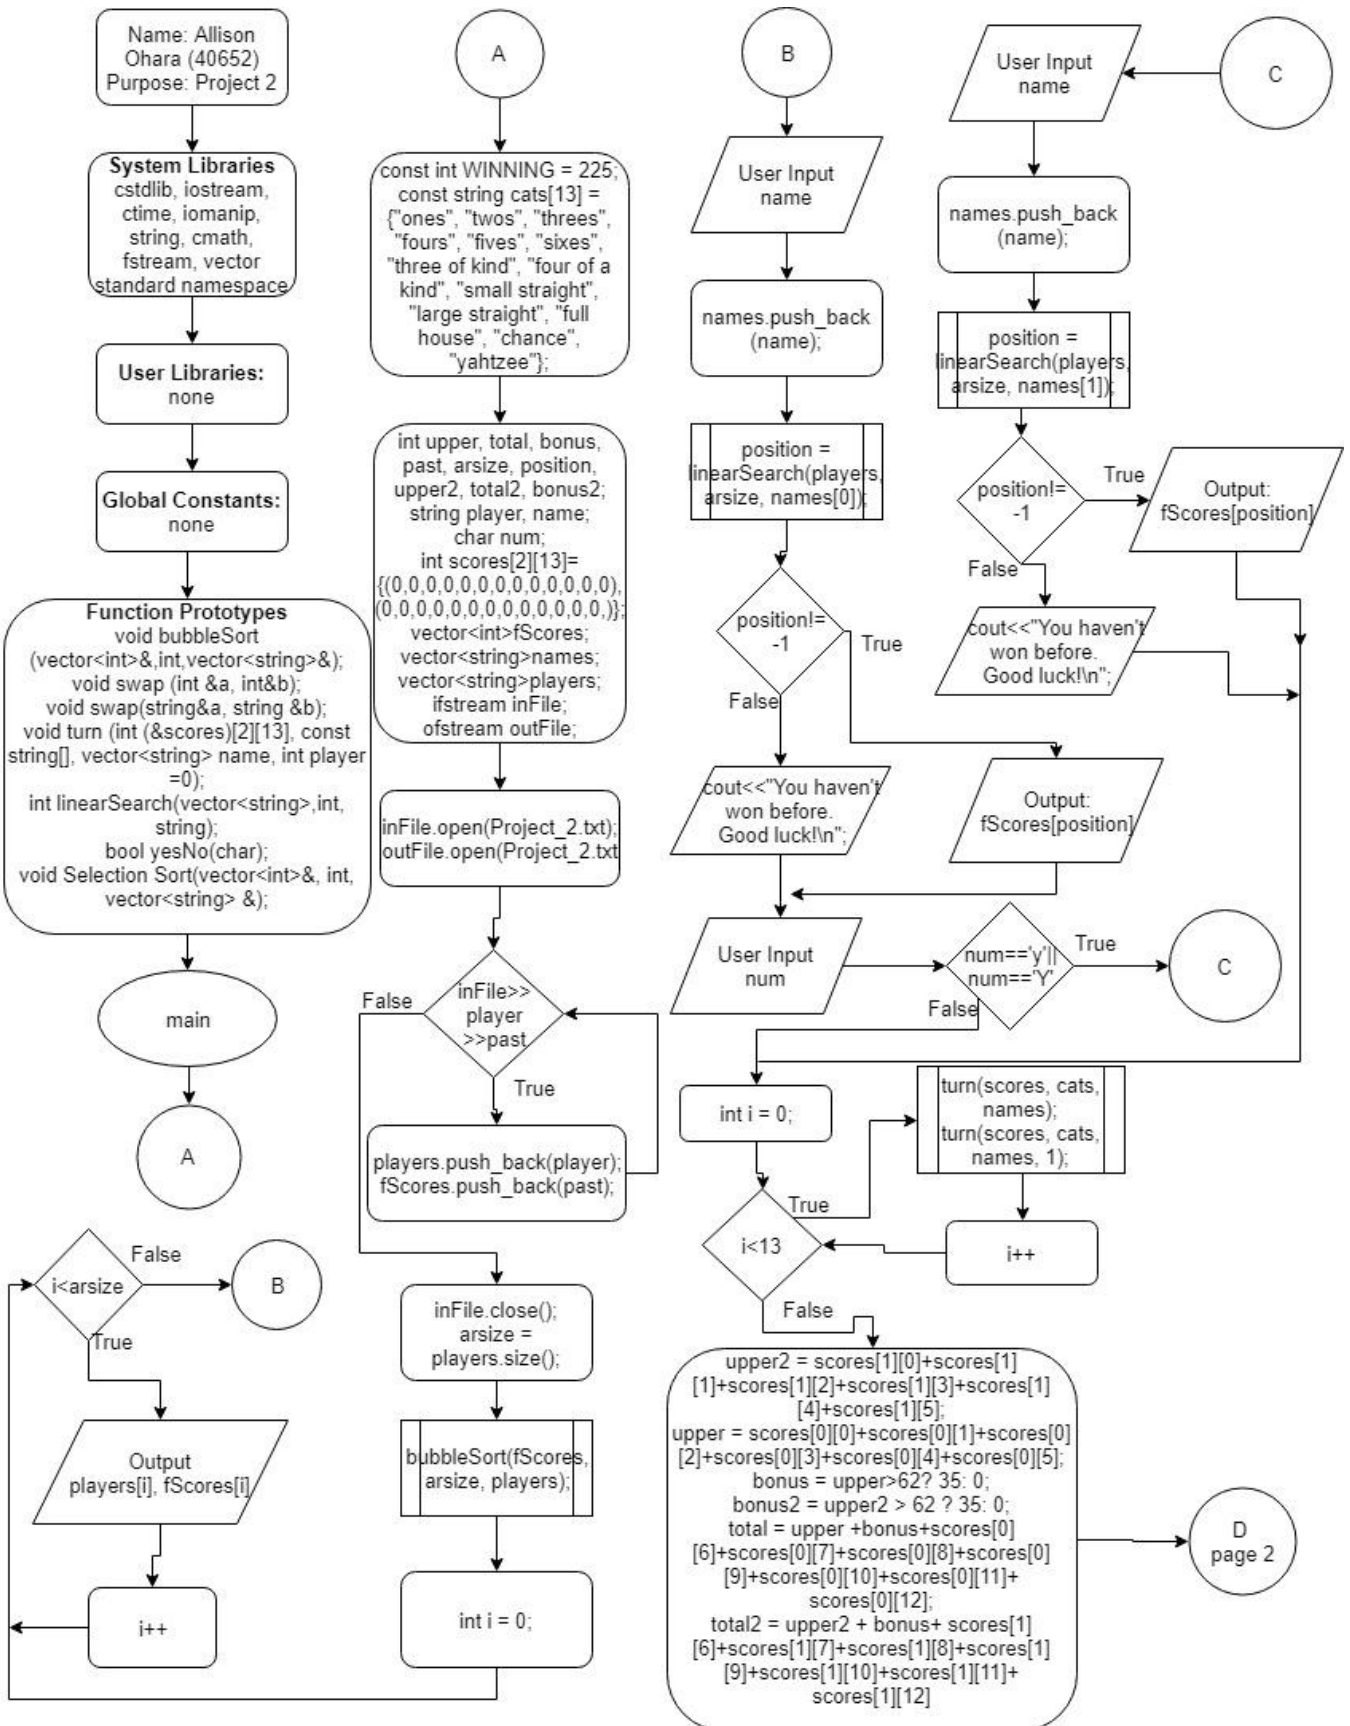 Name: Allison
Ohara (40652)
Purpose: Project 2
System Libraries
cstdlib, iostream,
ctime, iomanip,
string, cmath,
fstream, vector
standard namespace
User Libraries:
none
Global Constants:
none
Function Prototypes
void bubbleSort
(vector<int>&,int,vector<string>&);
void swap (int &a, int&b);
void swap(string&a, string &b);
void turn (int (&scores)[2][13], const
string[], vector<string> name, int player
=0);
int linearSearch(vector<string>,int,
string);
bool yesNo(char);
void Selection Sort(vector<int>&, int,
vector<string> &);
main
A
i<arsize
False
B
True
Output
players[i], fScores[i]
i++
A
const int WINNING = 225;
const string cats[13] =
{"ones", "twos", "threes",
"fours", "fives", "sixes",
"three of kind", "four of a
kind", "small straight",
"large straight", "full
house", "chance",
"yahtzee"};
int upper, total, bonus,
past, arsize, position,
upper2, total2, bonus2;
string player, name;
char num;
int scores[2][13]=
{(0,0,0,0,0,0,0,0,0,0,0,0,0,0),
(0,0,0,0,0,0,0,0,0,0,0,0,0,0,)};
vector<int>fScores;
vector<string>names;
vector<string>players;
ifstream inFile;
ofstream outFile;
inFile.open(Project_2.txt);
outFile.open(Project_2.txt
inFile>>
player
>>past
False
True
players.push_back(player);
fScores.push_back(past);
inFile.close();
arsize =
players.size();
bubbleSort(fScores,
arsize, players);
int i = 0;
B
User Input
name
names.push_back
(name);
position =
linearSearch(players,
arsize, names[0]);
position!=
-1
True
False
cout<<"You haven't
won before.
Good luck!\n";
Output:
fScores[position]
User Input
num
num=='y'||
num=='Y'
True
C
False
int i = 0;
i<13
True
turn(scores, cats,
names);
turn(scores, cats,
names, 1);
i++
False
upper2 = scores[1][0]+scores[1]
[1]+scores[1][2]+scores[1][3]+scores[1]
[4]+scores[1][5];
upper = scores[0][0]+scores[0][1]+scores[0]
[2]+scores[0][3]+scores[0][4]+scores[0][5];
bonus = upper>62? 35: 0;
bonus2 = upper2 > 62 ? 35: 0;
total = upper +bonus+scores[0]
[6]+scores[0][7]+scores[0][8]+scores[0]
[9]+scores[0][10]+scores[0][11]+
scores[0][12];
total2 = upper2 + bonus+ scores[1]
[6]+scores[1][7]+scores[1][8]+scores[1]
[9]+scores[1][10]+scores[1][11]+
scores[1][12]
D
page 2
C
User Input
name
names.push_back
(name);
position =
linearSearch(players,
arsize, names[1]);
position!=
-1
True
Output:
fScores[position]
False
cout<<"You haven't
won before.
Good luck!\n";